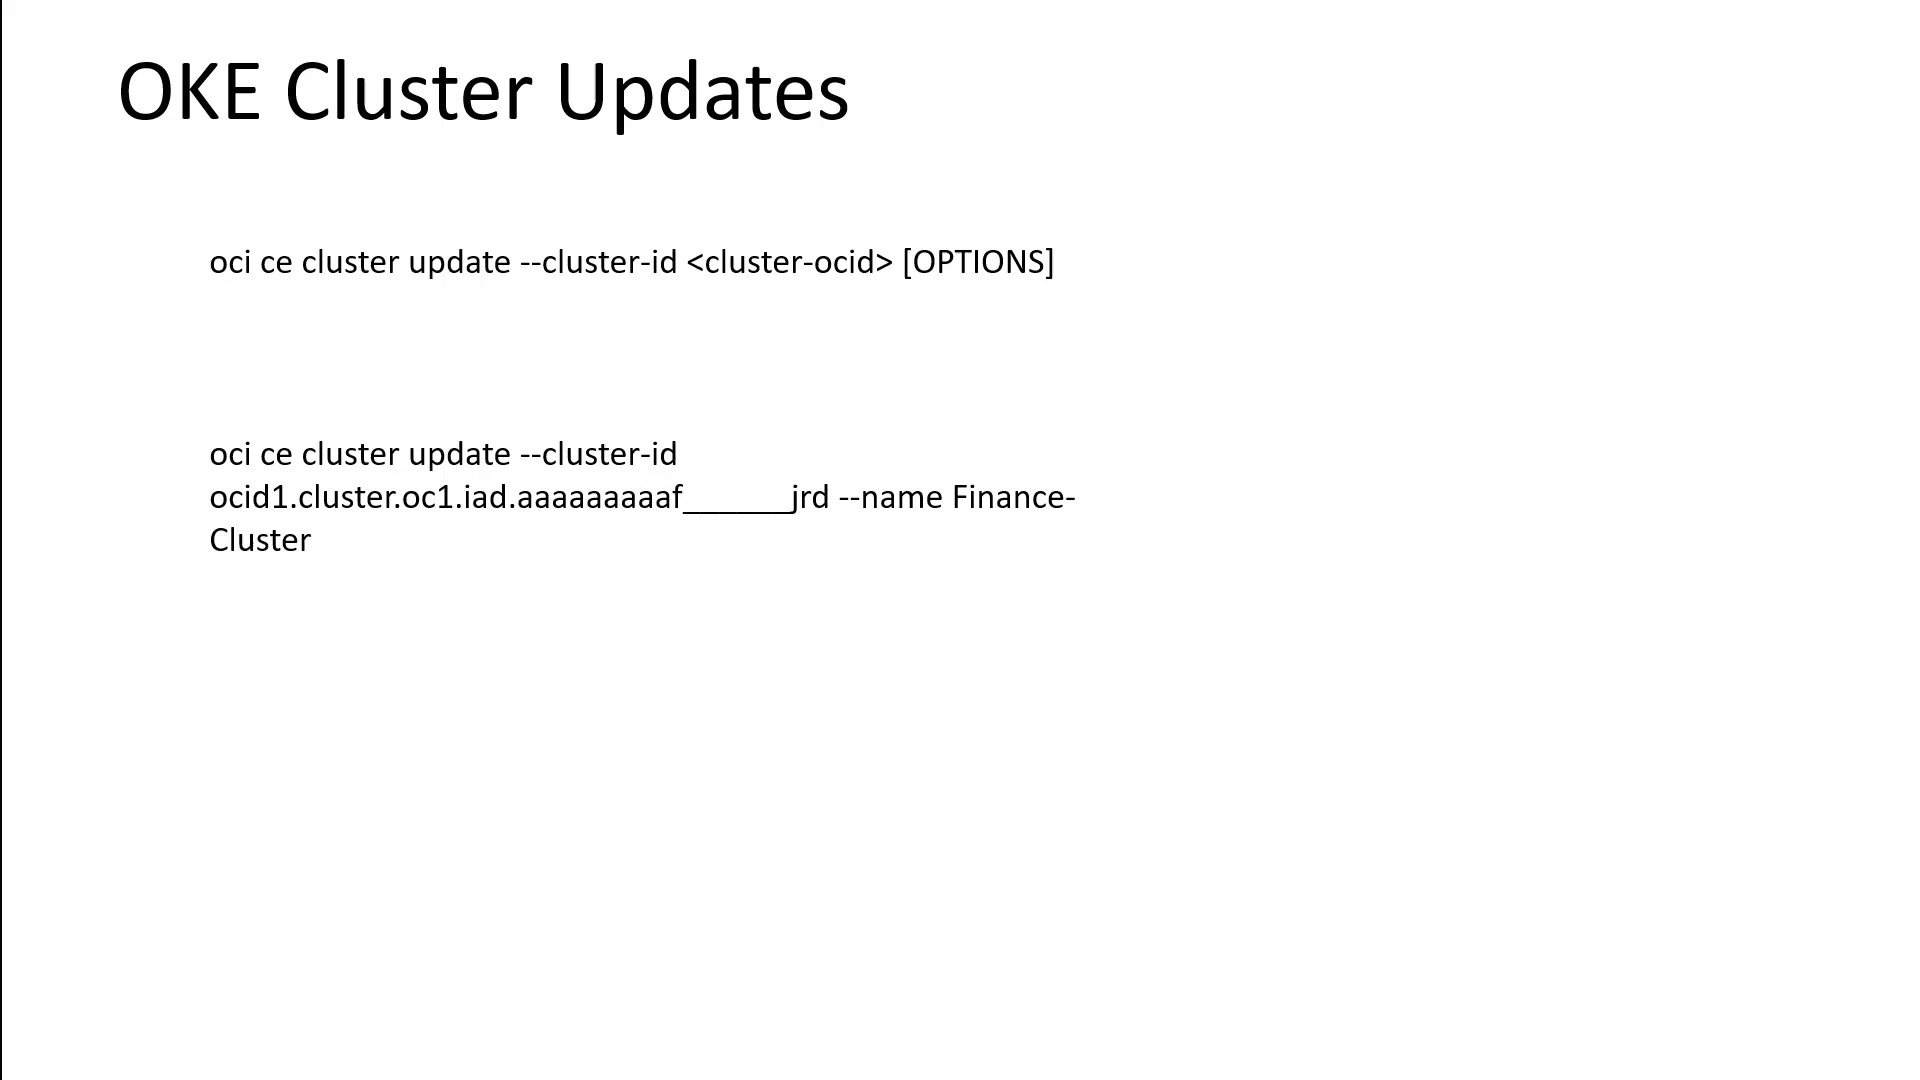 OKE Cluster Updates
oci ce cluster update --cluster-id <cluster-ocid> [OPTIONS]
oci ce cluster update --cluster-id
ocid1.cluster.oc1.iad.aaaaaaaaaf______jrd --name Finance-
Cluster